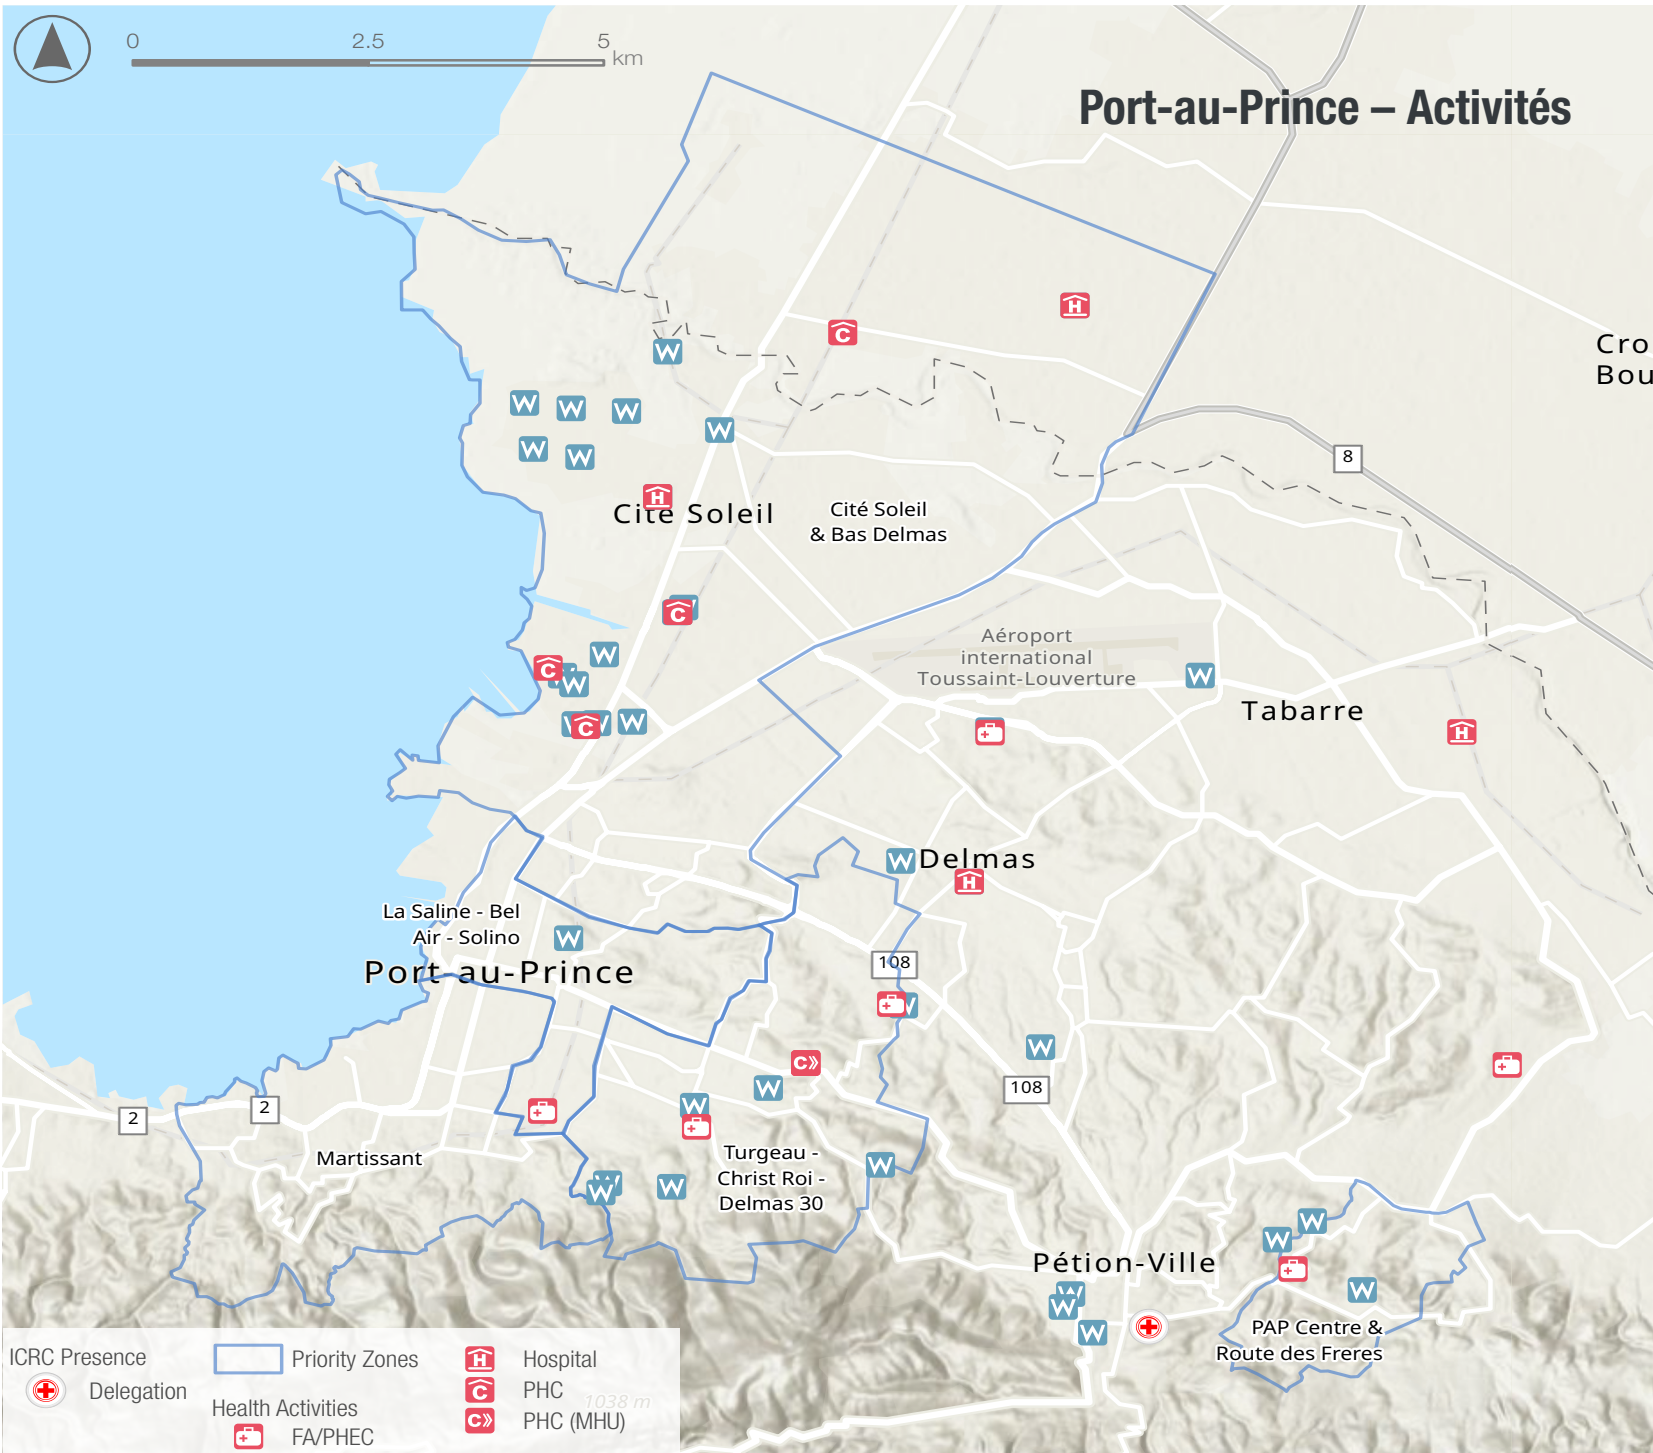 0 2.5 5
km
Port-au-Prince – Activités
Cro
Bou
8
Cité Soleil
Cité Soleil
& Bas Delmas
Aéroport
international
Toussaint-Louverture
Tabarre
Delmas
La Saline - Bel
Air - Solino
108
Port-au-Prince
108
2
2
Martissant
Turgeau -
Christ Roi -
Delmas 30
Pétion-Ville
PAP Centre &
Route des Freres
ICRC Presence
Delegation
Priority Zones
Health Activities
FA/PHEC
H Hospital
C PHC
C» PHC (MHU)
1038 m